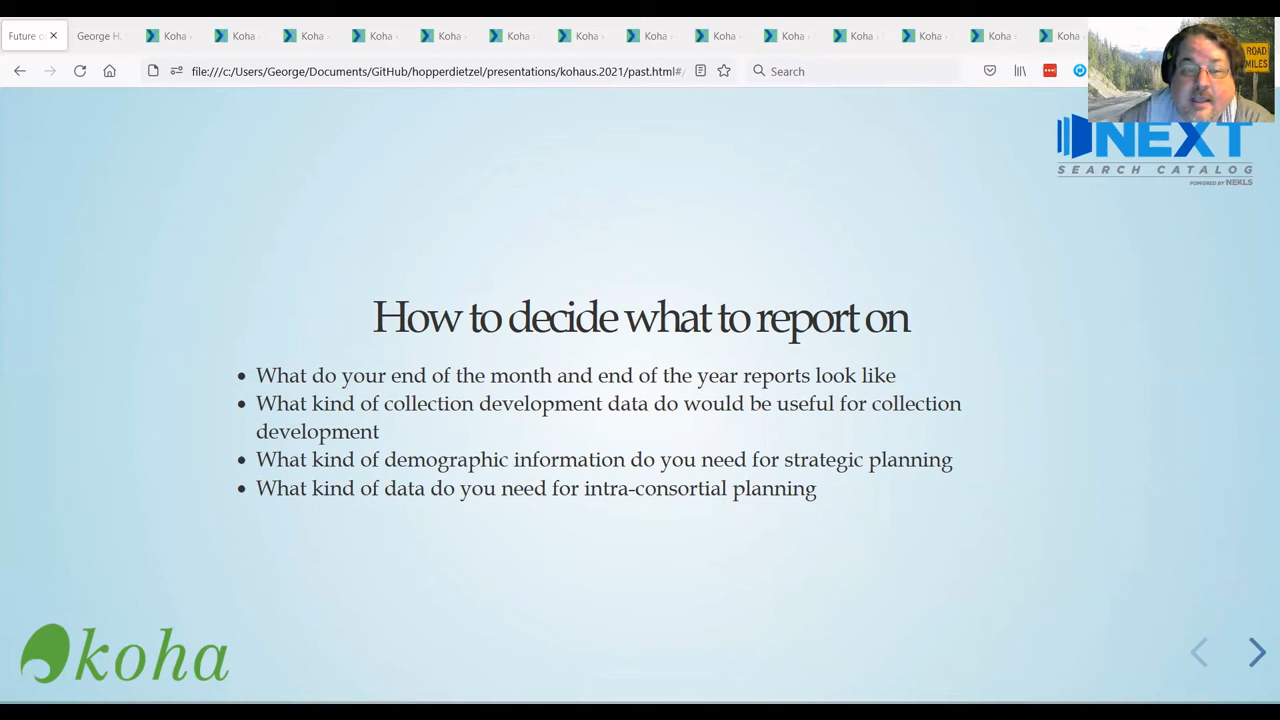 Future o
George H.
Koha
Koha
Koha
Koha
Koha
Koha
Koha
Koha
Koha
Koha
Koha
Koha
Koha
Koha
file:///c:/Users/George/Documents/GitHub/hopperdietzel/presentations/kohaus.2021/past.html#/
Search
ROAD
MILES
NEXT
SEARCH CATALOG
POWERED BY NEKLS
How to decide what to report on
• What do your end of the month and end of the year reports look like
• What kind of collection development data do would be useful for collection
development
• What kind of demographic information do you need for strategic planning
• What kind of data do you need for intra-consortial planning
koha